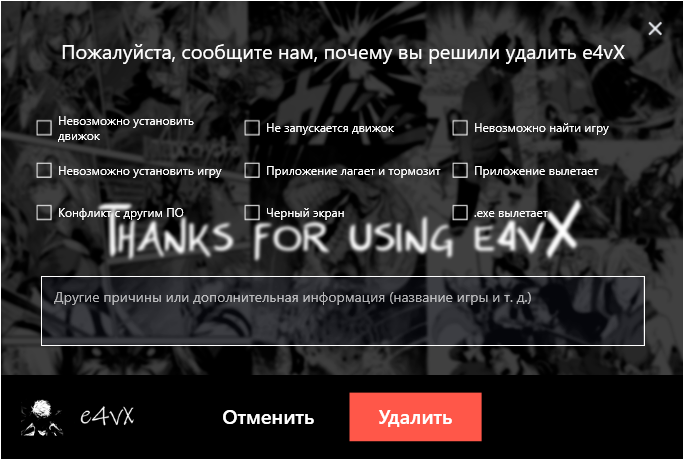 Пожалуйста, сообщите нам, почему вы решили удалить e4vX
Невозможно установить
движок
Не запускается движок
Невозможно найти игру
Невозможно установить игру
Приложение лагает и тормозит
Приложение вылетает
Конфликт с другим ПО
Черный экран
.exe вылетает
THANKS FOR USING e4vX
Другие причины или дополнительная информация (название игры и т. д.)
e4vX
Отменить
Удалить